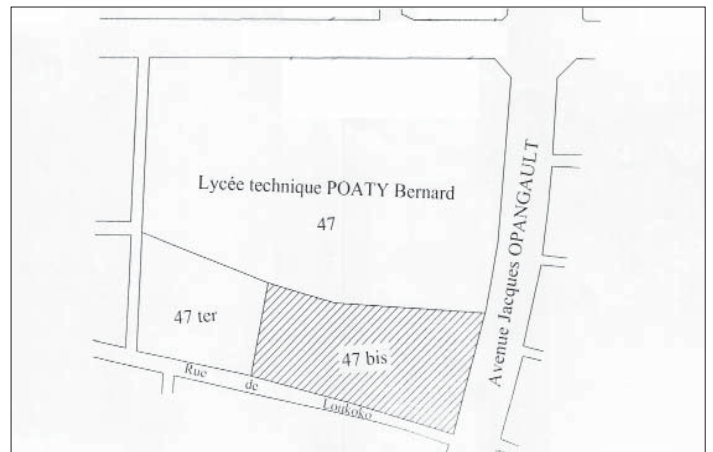 Lycée technique POATY Bernard
47
Avenue Jacques OPANGAULT
47 ter
47 bis
Rue de Loukoko